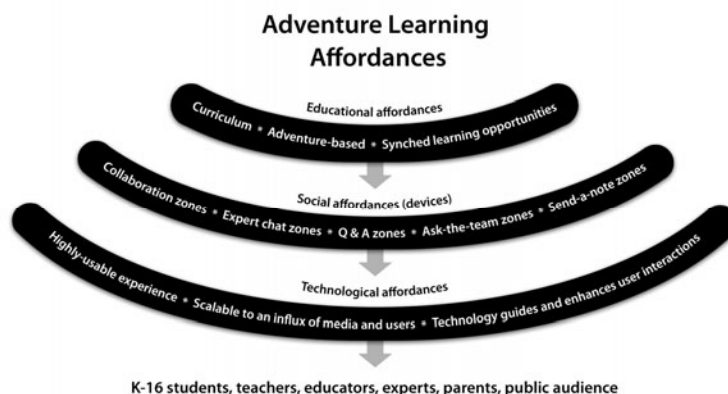 Adventure Learning
Affordances
Educational affordances
Curriculum * Adventure-based * Synched learning opportunities
Social affordances (devices)
Collaboration zones * Expert chat zones * Q & A zones * Ask-the-team zones * Send-a-note zones
Technological affordances
Highly-usable experience * Scalable to an influx of media and users * Technology guides and enhances user interactions
K-16 students, teachers, educators, experts, parents, public audience